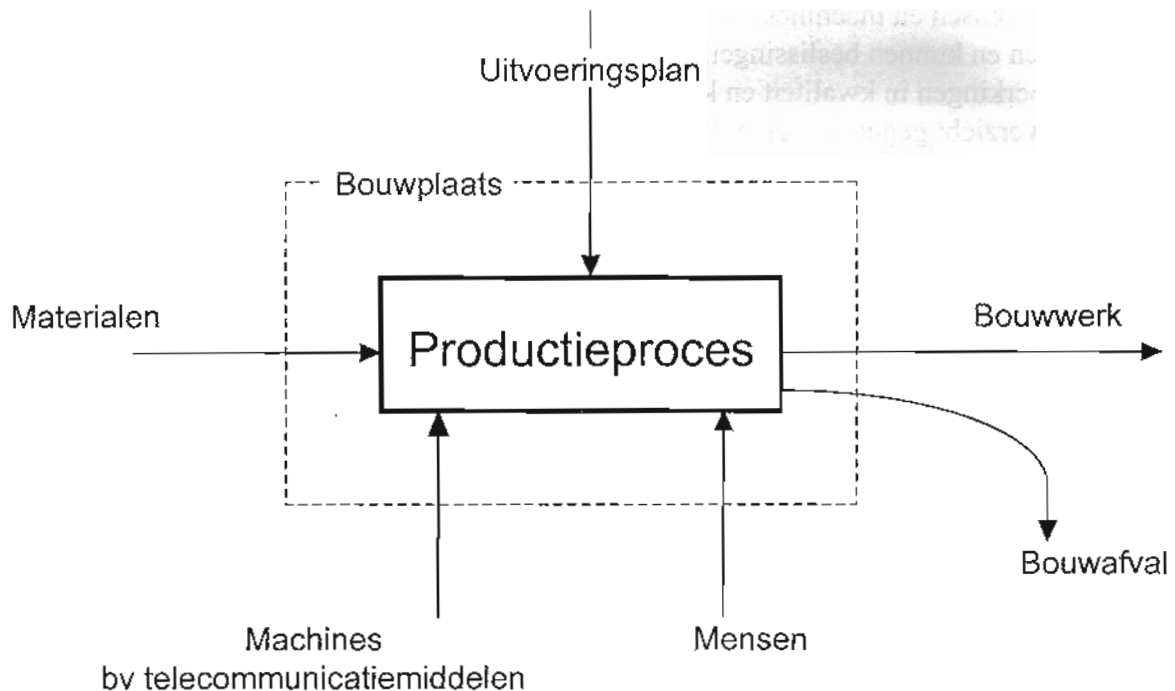 Uitvoeringsplan
Bouwplaats
Materialen
Productieproces
Bouwwerk
Bouwafval
Machines
bv telecommunicatiemiddelen
Mensen